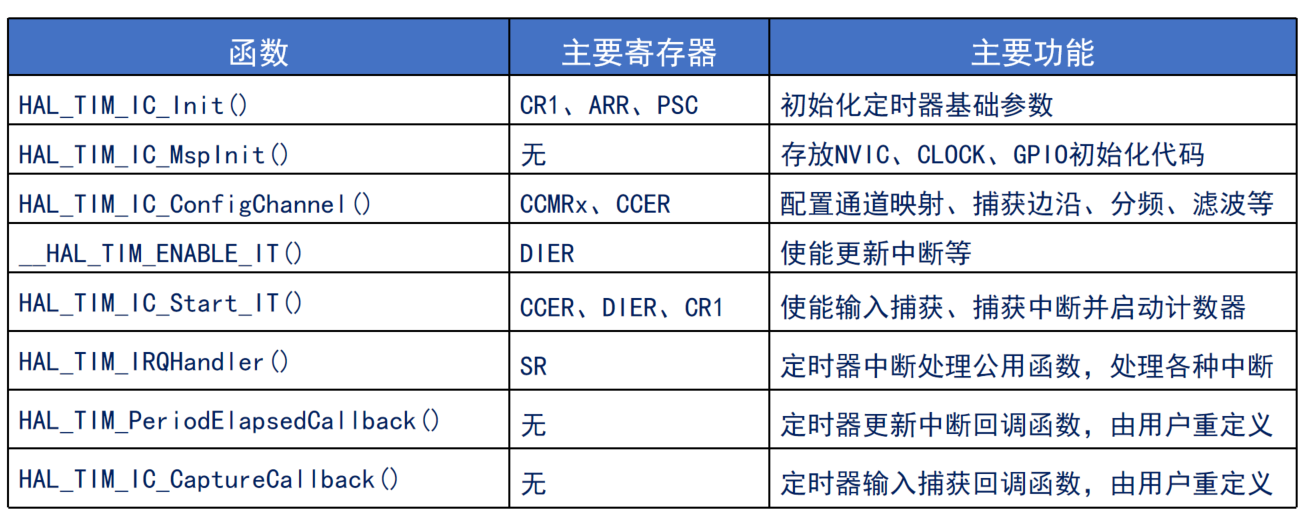 函数 主要寄存器 主要功能
HAL_TIM_IC_Init() CR1、ARR、PSC 初始化定时器基础参数
HAL_TIM_IC_MspInit() 无 存放NVIC、CLOCK、GPIO初始化代码
HAL_TIM_IC_ConfigChannel() CCMRx、CCER 配置通道映射、捕获边沿、分频、滤波等
__HAL_TIM_ENABLE_IT() DIER 使能更新中断等
HAL_TIM_IC_Start_IT() CCER、DIER、CR1 使能输入捕获、捕获中断并启动计数器
HAL_TIM_IRQHandler() SR 定时器中断处理公用函数，处理各种中断
HAL_TIM_PeriodElapsedCallback() 无 定时器更新中断回调函数，由用户重定义
HAL_TIM_IC_CaptureCallback() 无 定时器输入捕获回调函数，由用户重定义